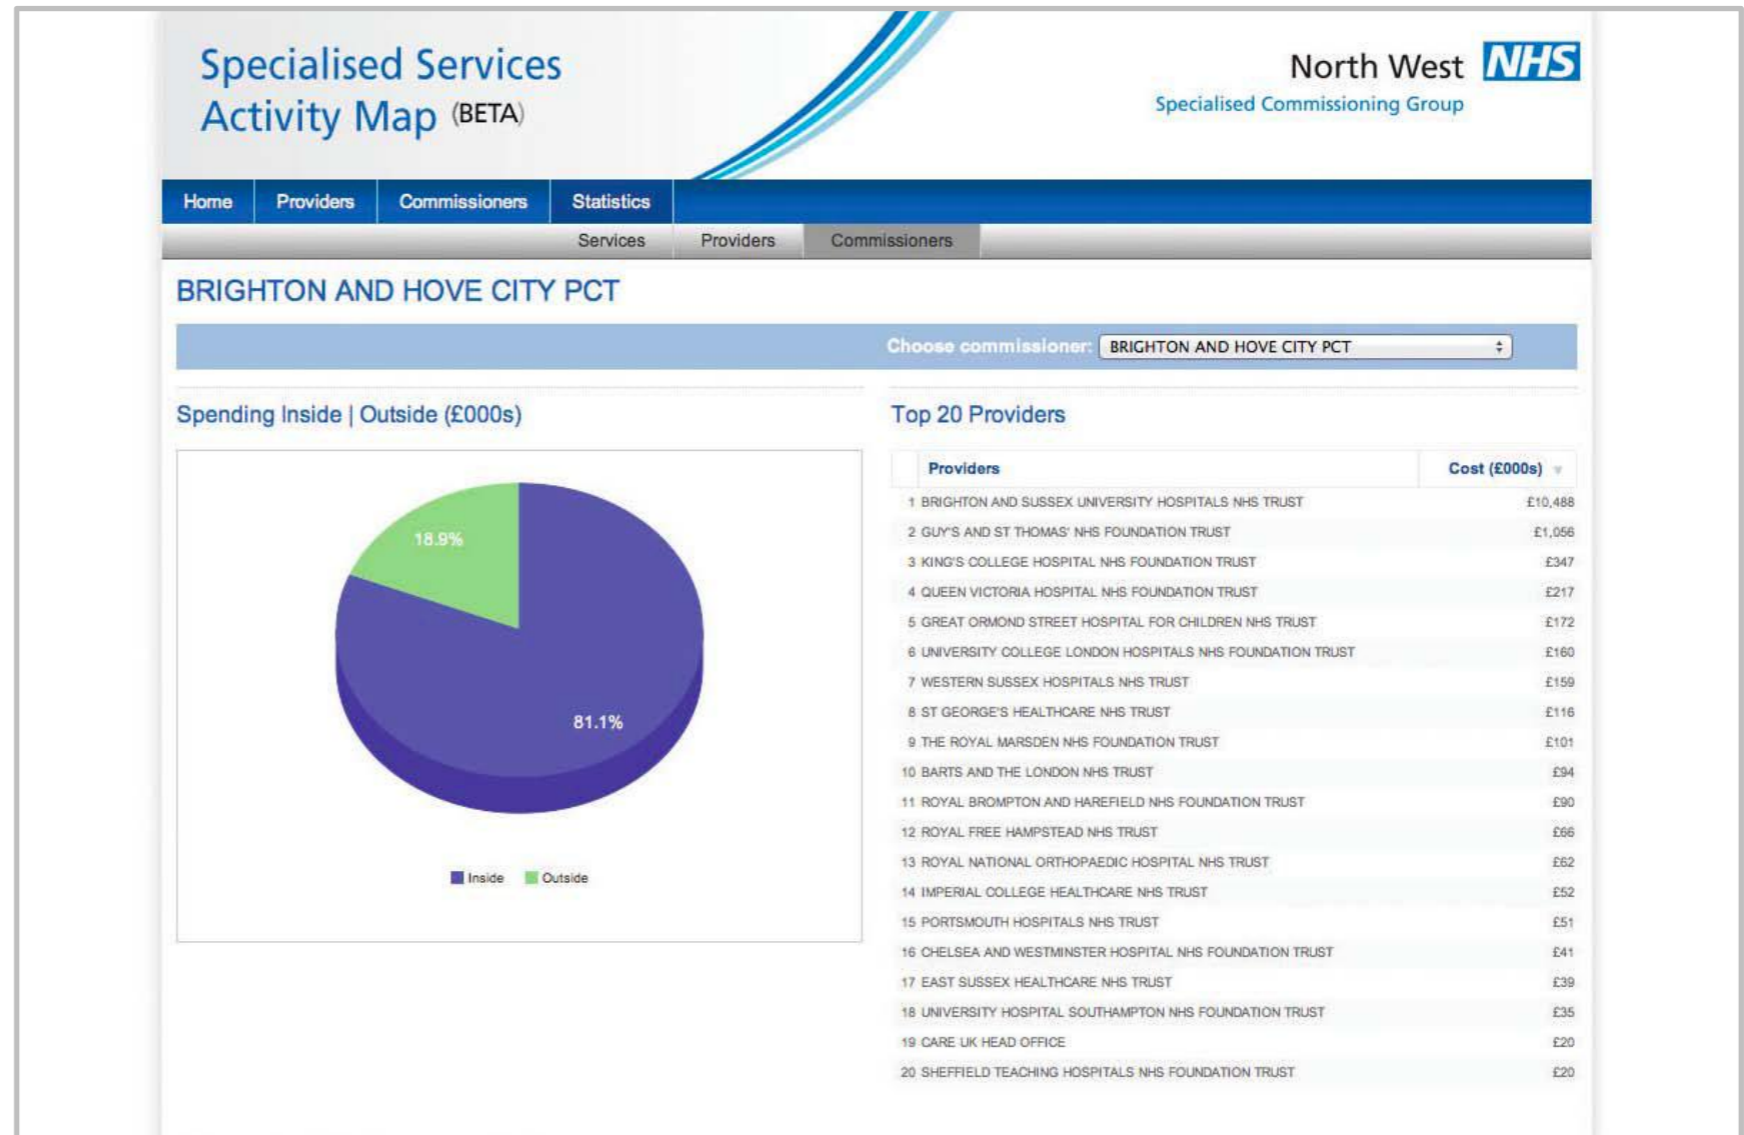 Specialised Services
Activity Map (BETA)
North West NHS
Specialised Commissioning Group
Home Providers Commissioners Statistics
Services Providers Commissioners
BRIGHTON AND HOVE CITY PCT
Choose commissioner: BRIGHTON AND HOVE CITY PCT
Spending Inside | Outside (£000s)
18.9%
81.1%
Inside Outside
Top 20 Providers
Providers Cost (£000s)
1 BRIGHTON AND SUSSEX UNIVERSITY HOSPITALS NHS TRUST £10,488
2 GUY'S AND ST THOMAS' NHS FOUNDATION TRUST £1,056
3 KING'S COLLEGE HOSPITAL NHS FOUNDATION TRUST £347
4 QUEEN VICTORIA HOSPITAL NHS FOUNDATION TRUST £217
5 GREAT ORMOND STREET HOSPITAL FOR CHILDREN NHS TRUST £172
6 UNIVERSITY COLLEGE LONDON HOSPITALS NHS FOUNDATION TRUST £160
7 WESTERN SUSSEX HOSPITALS NHS TRUST £159
8 ST GEORGE'S HEALTHCARE NHS TRUST £116
9 THE ROYAL MARSDEN NHS FOUNDATION TRUST £101
10 BARTS AND THE LONDON NHS TRUST £94
11 ROYAL BROMPTON AND HAREFIELD NHS FOUNDATION TRUST £90
12 ROYAL FREE HAMPSTEAD NHS TRUST £66
13 ROYAL NATIONAL ORTHOPAEDIC HOSPITAL NHS TRUST £62
14 IMPERIAL COLLEGE HEALTHCARE NHS TRUST £52
15 PORTSMOUTH HOSPITALS NHS TRUST £51
16 CHELSEA AND WESTMINSTER HOSPITAL NHS FOUNDATION TRUST £41
17 EAST SUSSEX HEALTHCARE NHS TRUST £39
18 UNIVERSITY HOSPITAL SOUTHAMPTON NHS FOUNDATION TRUST £35
19 CARE UK HEAD OFFICE £20
20 SHEFFIELD TEACHING HOSPITALS NHS FOUNDATION TRUST £20